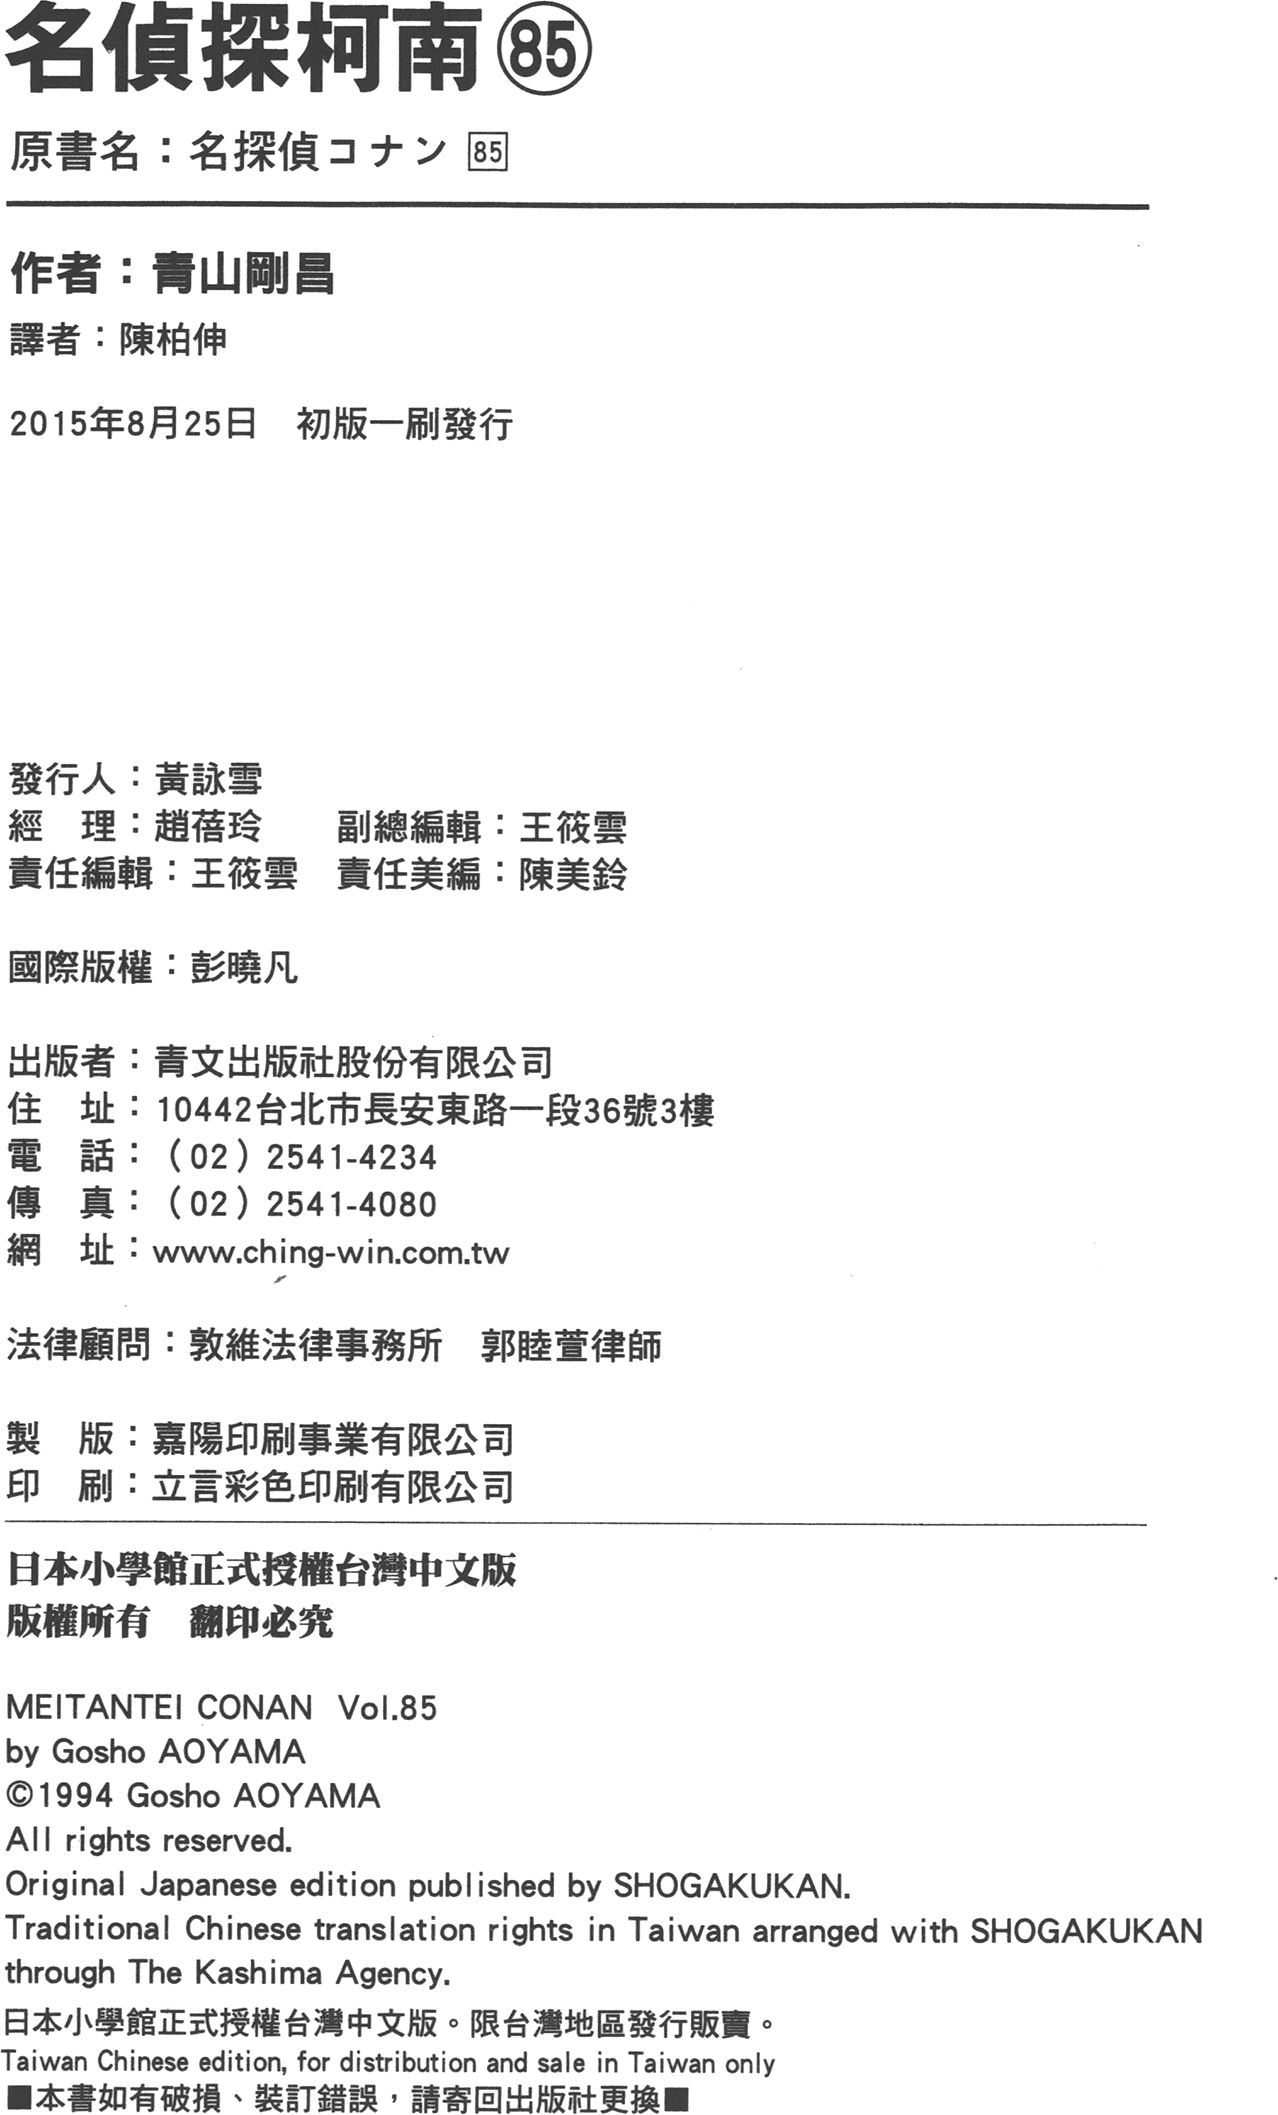 名偵探柯南 85
原書名：名探偵コナン 85
作者：青山剛昌
譯者：陳柏伸
2015年8月25日　初版一刷發行
發行人：黃詠雪
經　理：趙蓓玲　　副總編輯：王筱雲
責任編輯：王筱雲　責任美編：陳美鈴
國際版權：彭曉凡
出版者：青文出版社股份有限公司
住　址：10442台北市長安東路一段36號3樓
電　話：（02）2541-4234
傳　真：（02）2541-4080
網　址：www.ching-win.com.tw
法律顧問：敦維法律事務所　郭睦萱律師
製　版：嘉陽印刷事業有限公司
印　刷：立言彩色印刷有限公司
日本小學館正式授權台灣中文版
版權所有　翻印必究
MEITANTEI CONAN Vol.85
by Gosho AOYAMA
©1994 Gosho AOYAMA
All rights reserved.
Original Japanese edition published by SHOGAKUKAN.
Traditional Chinese translation rights in Taiwan arranged with SHOGAKUKAN
through The Kashima Agency.
日本小學館正式授權台灣中文版。限台灣地區發行販賣。
Taiwan Chinese edition, for distribution and sale in Taiwan only
■本書如有破損、裝訂錯誤，請寄回出版社更換■